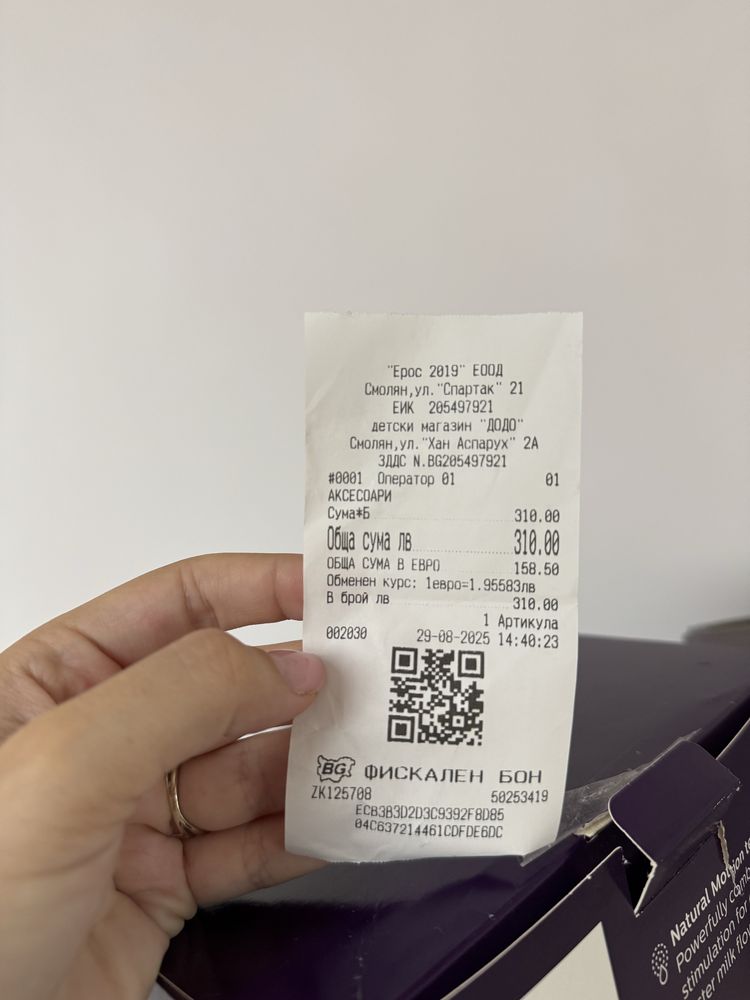 "Ерос 2019" ЕООД
Смолян,ул."Спартак" 21
ЕИК 205497921
детски магазин "ДОДО"
Смолян,ул."Хан Аспарух" 2А
ЗДДС N.BG205497921
#0001 Оператор 01 01
АКСЕСОАРИ
Сума*Б 310.00
Обща сума лв 310.00
ОБЩА СУМА В ЕВРО 158.50
Обменен курс: 1евро=1.95583лв
В брой лв 310.00
1 Артикула
002030 29-08-2025 14:40:23
BG ФИСКАЛЕН БОН
ZK125708 50253419
ECB3B3D2D3C9392F8D85
04C637214461CDFDE6DC
Natural Motion
Powerfully
stimulation for
milk